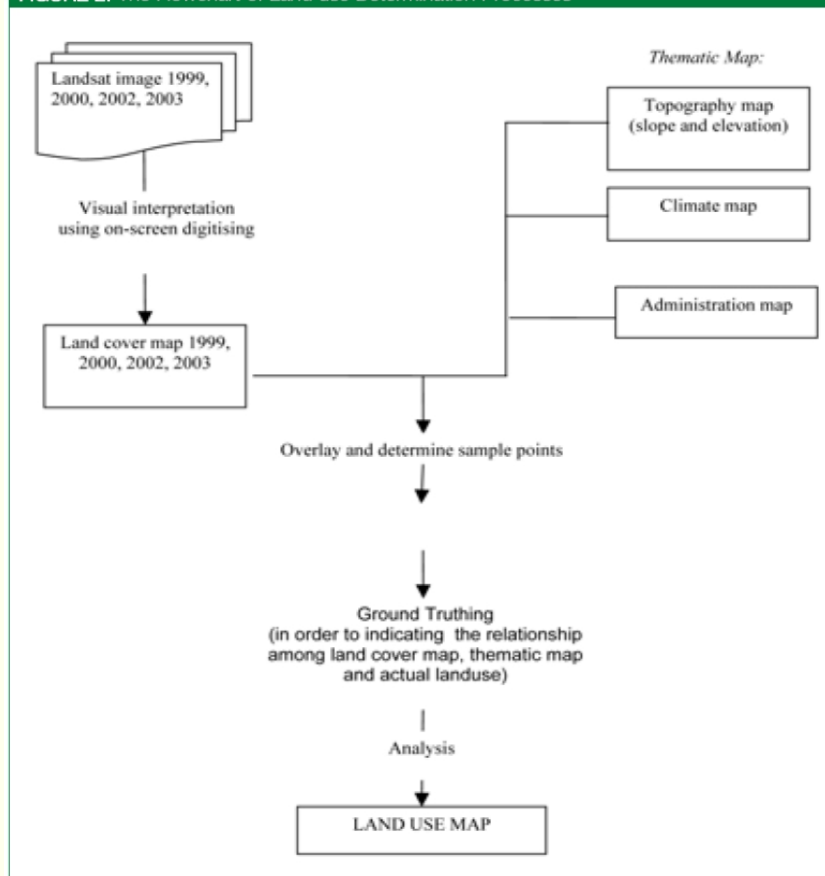 Landsat image 1999,
2000, 2002, 2003
Visual interpretation
using on-screen digitising
Land cover map 1999,
2000, 2002, 2003
Thematic Map:
Topography map
(slope and elevation)
Climate map
Administration map
Overlay and determine sample points
Ground Truthing
(in order to indicating the relationship
among land cover map, thematic map
and actual landuse)
Analysis
LAND USE MAP